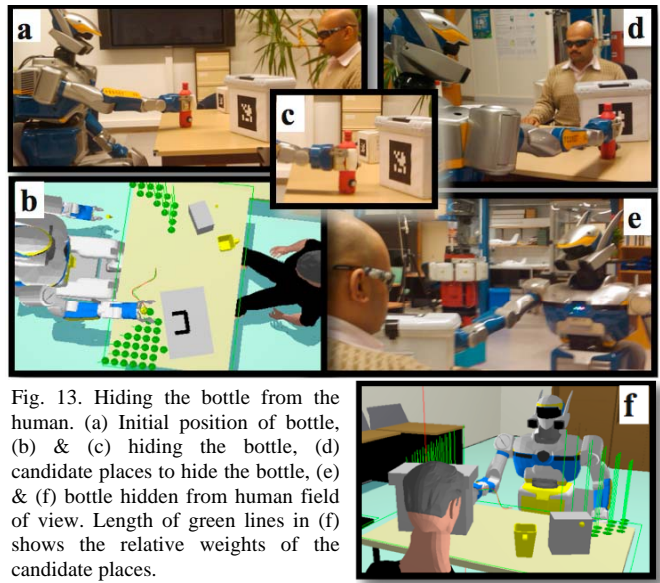 a
d
c
b
e
f
Fig. 13. Hiding the bottle from the
human. (a) Initial position of bottle,
(b) & (c) hiding the bottle, (d)
candidate places to hide the bottle, (e)
& (f) bottle hidden from human field
of view. Length of green lines in (f)
shows the relative weights of the
candidate places.